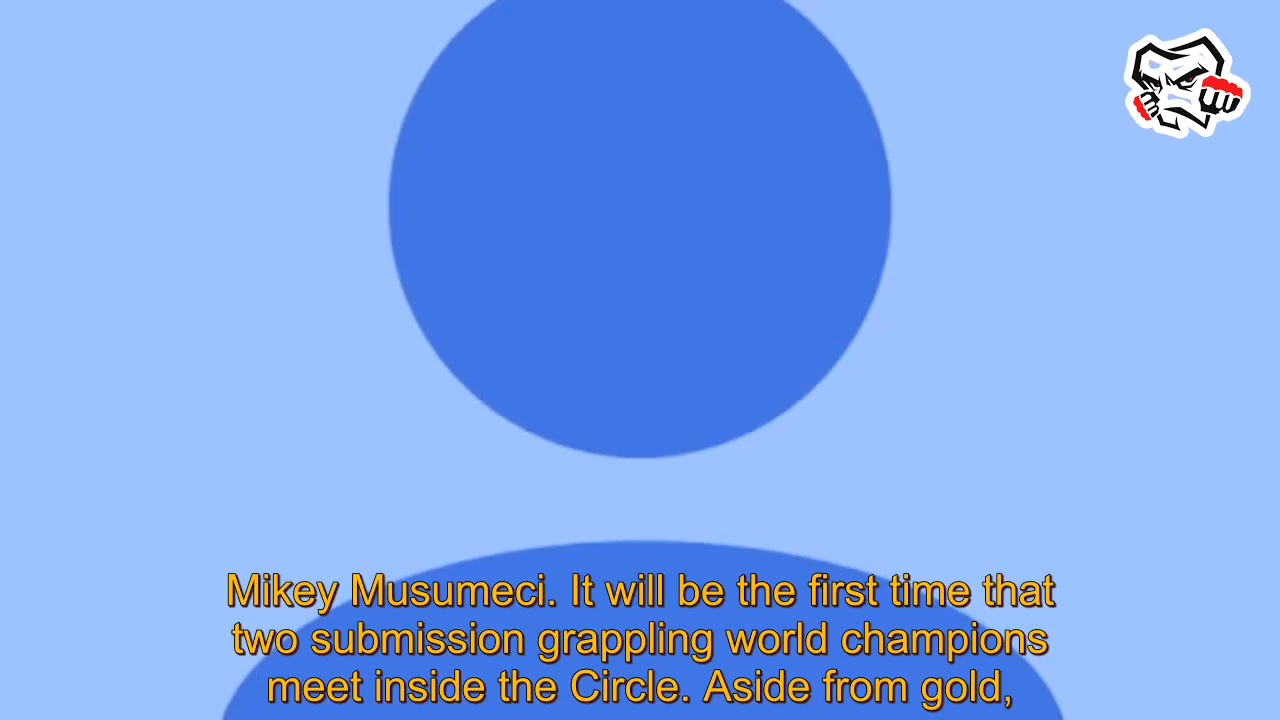 Mikey Musumeci. It will be the first time that
two submission grappling world champions
meet inside the Circle. Aside from gold,